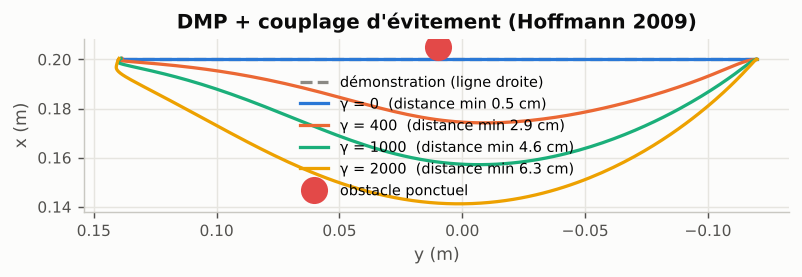 DMP + couplage d'évitement (Hoffmann 2009)
x (m)
0.20
0.18
0.16
0.14
démonstration (ligne droite)
γ = 0  (distance min 0.5 cm)
γ = 400  (distance min 2.9 cm)
γ = 1000  (distance min 4.6 cm)
γ = 2000  (distance min 6.3 cm)
obstacle ponctuel
0.15 0.10 0.05 0.00 −0.05 −0.10
y (m)